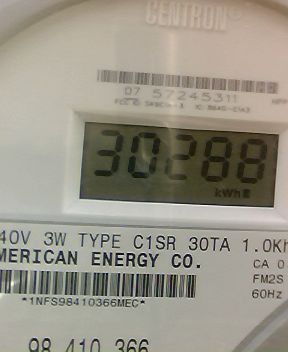 CENTRON®
07 57245311
30288
kWh
40V 3W TYPE C1SR 30TA 1.0Kh
MERICAN ENERGY CO.
CA 0
FM2S
60Hz
*1NFS98410366MEC*
98 410 366